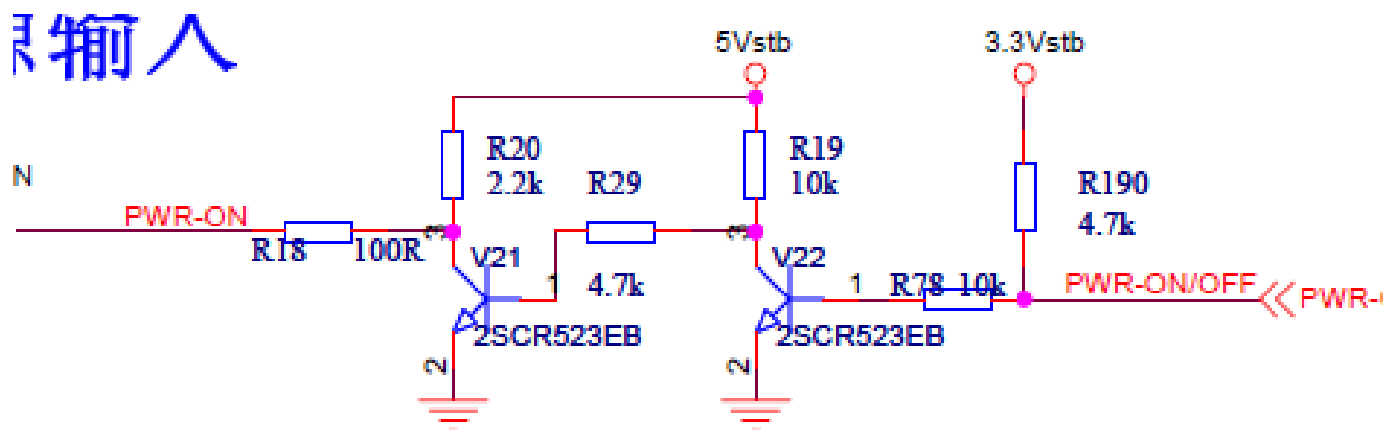 输入
5Vstb
3.3Vstb
N
R20
2.2k
R29
R19
10k
R190
4.7k
PWR-ON
R18
100R
3
V21
1
4.7k
3
V22
1
R78
10k
PWR-ON/OFF
PWR-
2SCR523EB
2SCR523EB
2
2